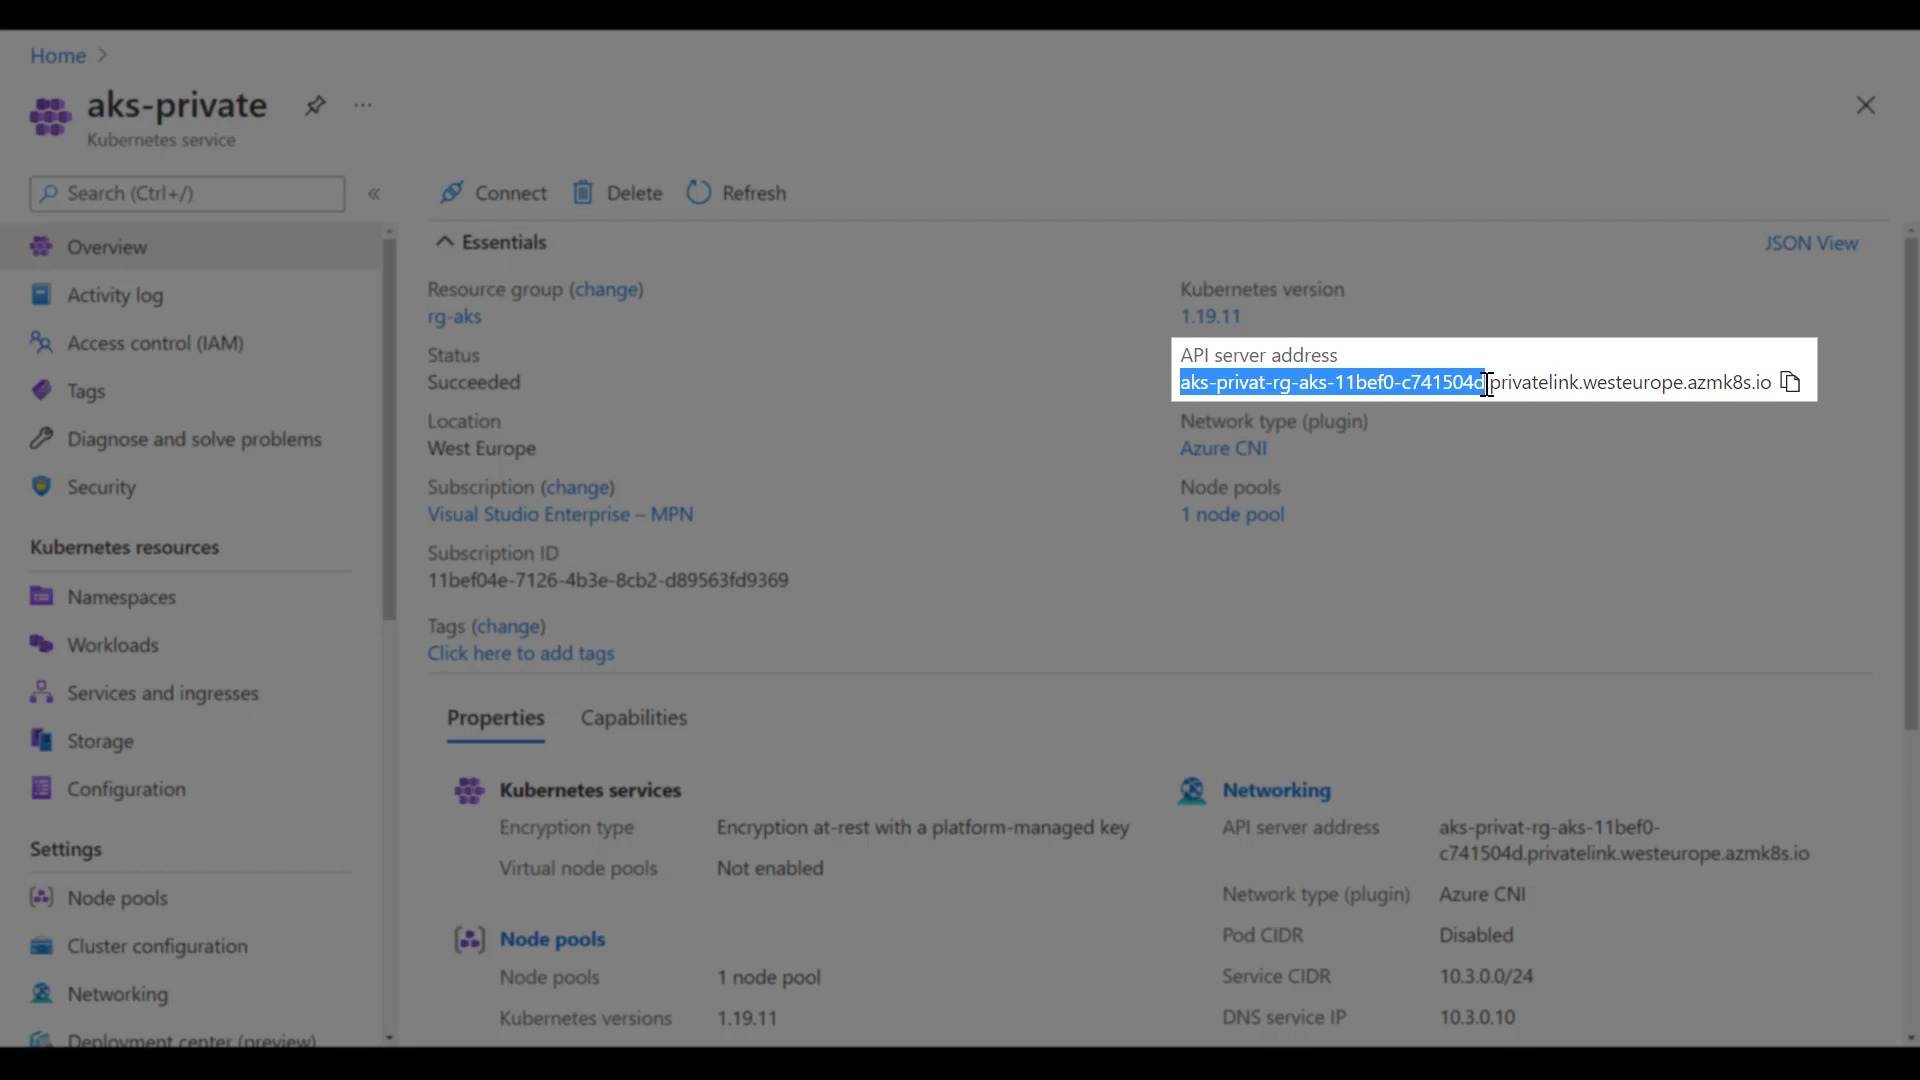 Home
aks-private
Kubernetes service
Search (Ctrl+/)
Connect Delete Refresh
Overview
Activity log
Access control (IAM)
Tags
Diagnose and solve problems
Security
Kubernetes resources
Namespaces
Workloads
Services and ingresses
Storage
Configuration
Settings
Node pools
Cluster configuration
Networking
Deployment center (preview)
Essentials
JSON View
Resource group (change)
rg-aks
Status
Succeeded
Location
West Europe
Subscription (change)
Visual Studio Enterprise – MPN
Subscription ID
11bef04e-7126-4b3e-8cb2-d89563fd9369
Tags (change)
Click here to add tags
Kubernetes version
1.19.11
API server address
aks-privat-rg-aks-11bef0-c741504d.privatelink.westeurope.azmk8s.io
Network type (plugin)
Azure CNI
Node pools
1 node pool
Properties Capabilities
Kubernetes services
Encryption type Encryption at-rest with a platform-managed key
Virtual node pools Not enabled
Node pools
Node pools 1 node pool
Kubernetes versions 1.19.11
Networking
API server address aks-privat-rg-aks-11bef0-
c741504d.privatelink.westeurope.azmk8s.io
Network type (plugin) Azure CNI
Pod CIDR Disabled
Service CIDR 10.3.0.0/24
DNS service IP 10.3.0.10